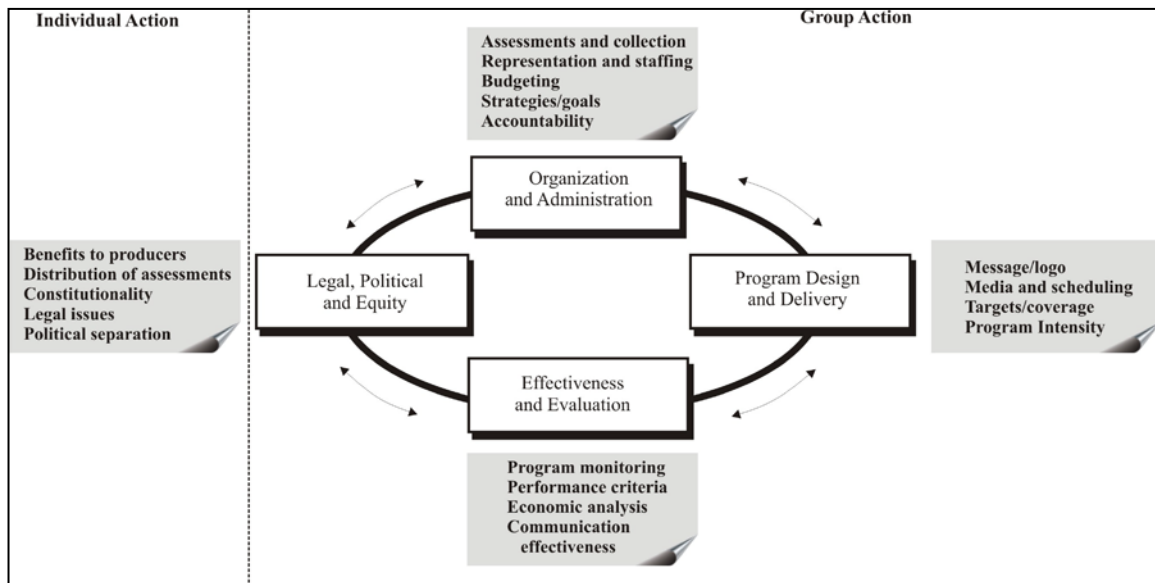 Individual Action
Group Action
Assessments and collection
Representation and staffing
Budgeting
Strategies/goals
Accountability
Organization
and Administration
Benefits to producers
Distribution of assessments
Constitutionality
Legal issues
Political separation
Legal, Political
and Equity
Program Design
and Delivery
Message/logo
Media and scheduling
Targets/coverage
Program Intensity
Effectiveness
and Evaluation
Program monitoring
Performance criteria
Economic analysis
Communication
effectiveness